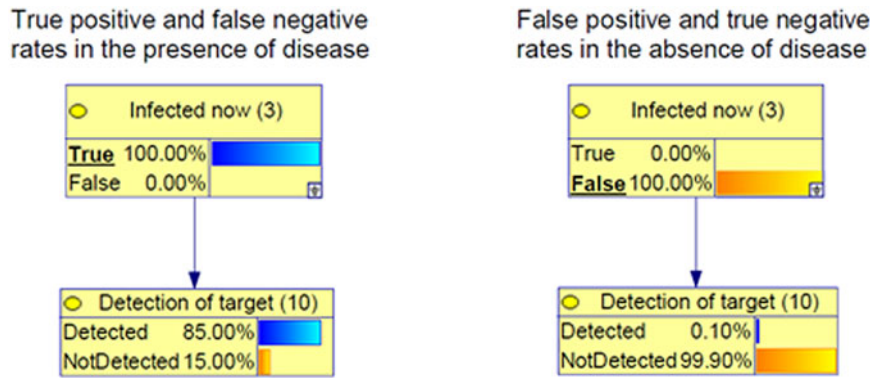 True positive and false negative
rates in the presence of disease
Infected now (3)
True 100.00%
False 0.00%
Detection of target (10)
Detected 85.00%
NotDetected 15.00%
False positive and true negative
rates in the absence of disease
Infected now (3)
True 0.00%
False 100.00%
Detection of target (10)
Detected 0.10%
NotDetected 99.90%